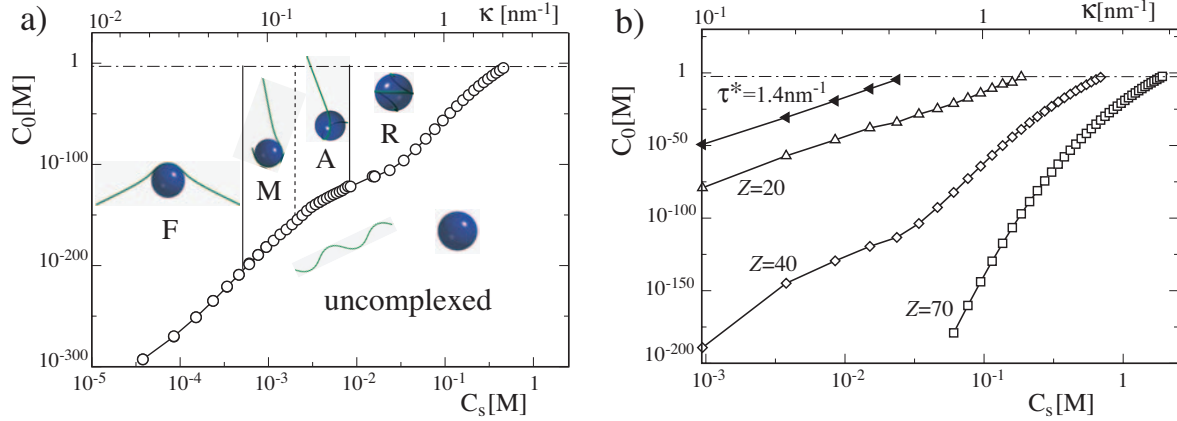 a)
10⁻² 10⁻¹ 1 κ [nm⁻¹]
C₀[M]
1
10⁻¹⁰⁰
10⁻²⁰⁰
10⁻³⁰⁰
F
M
A
R
uncomplexed
10⁻⁵ 10⁻⁴ 10⁻³ 10⁻² 10⁻¹ 1
Cₛ[M]
b)
10⁻¹ 1 κ[nm⁻¹]
C₀[M]
1
10⁻⁵⁰
10⁻¹⁰⁰
10⁻¹⁵⁰
10⁻²⁰⁰
τ*=1.4nm⁻¹
Z=20
Z=40
Z=70
10⁻³ 10⁻² 10⁻¹ 1
Cₛ[M]